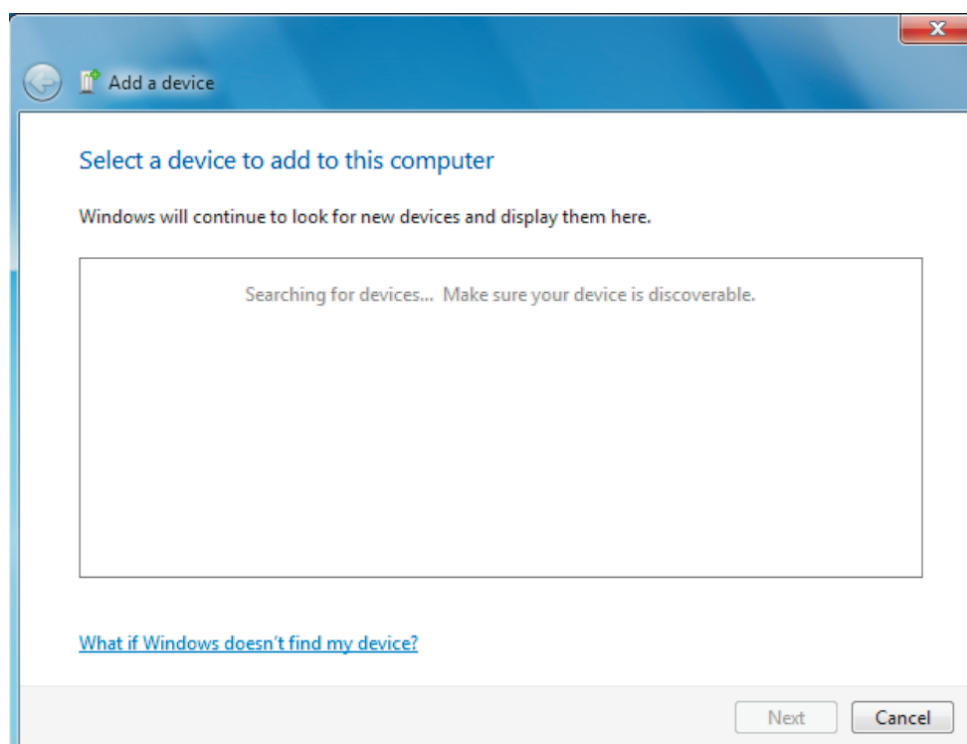 Add a device
Select a device to add to this computer
Windows will continue to look for new devices and display them here.
Searching for devices... Make sure your device is discoverable.
What if Windows doesn't find my device?
Next
Cancel